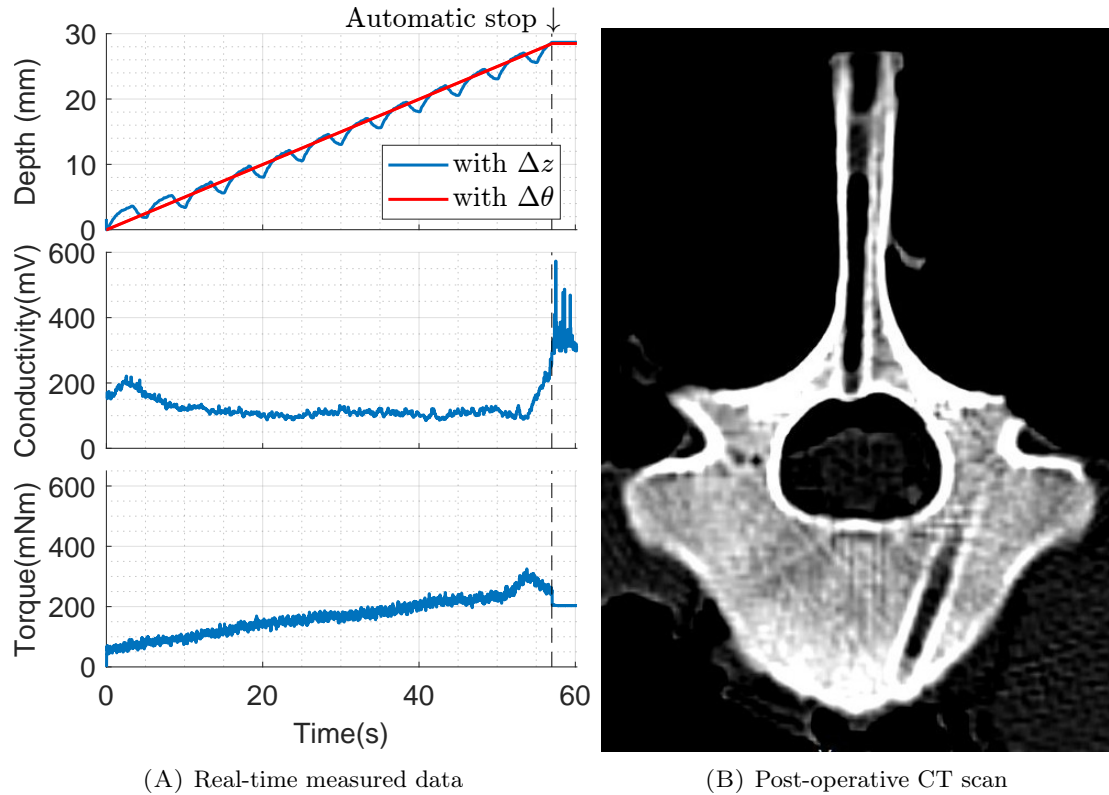 Automatic stop ↓
30
20
10
0
Depth (mm)
with Δz
with Δθ
600
400
200
0
Conductivity(mV)
600
400
200
0
Torque(mNm)
0 20 40 60
Time(s)
(A) Real-time measured data
(B) Post-operative CT scan